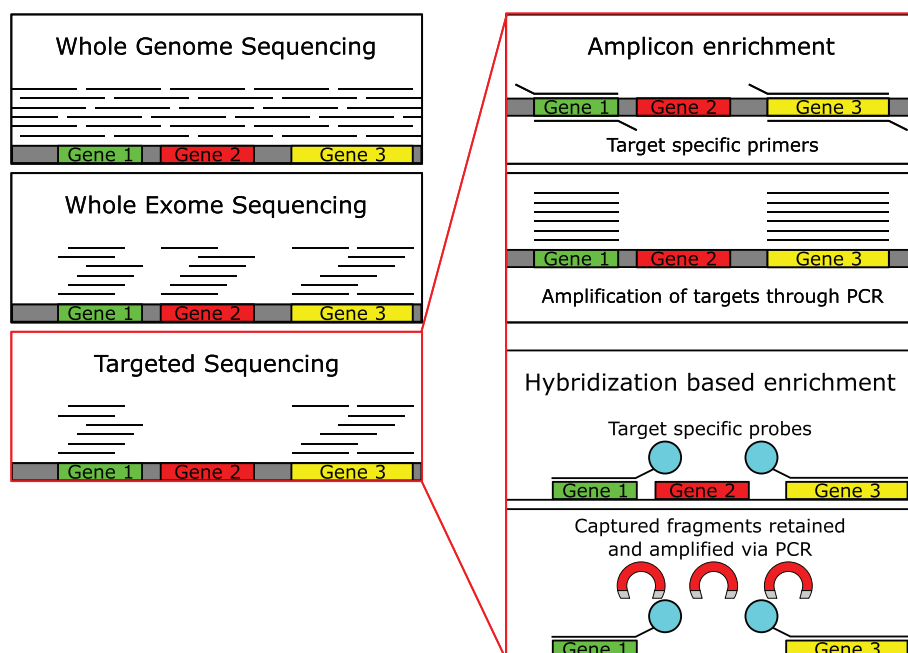 Whole Genome Sequencing
Gene 1 Gene 2 Gene 3
Whole Exome Sequencing
Gene 1 Gene 2 Gene 3
Targeted Sequencing
Gene 1 Gene 2 Gene 3
Amplicon enrichment
Gene 1 Gene 2 Gene 3
Target specific primers
Gene 1 Gene 2 Gene 3
Amplification of targets through PCR
Hybridization based enrichment
Target specific probes
Gene 1 Gene 2 Gene 3
Captured fragments retained
and amplified via PCR
Gene 1 Gene 3